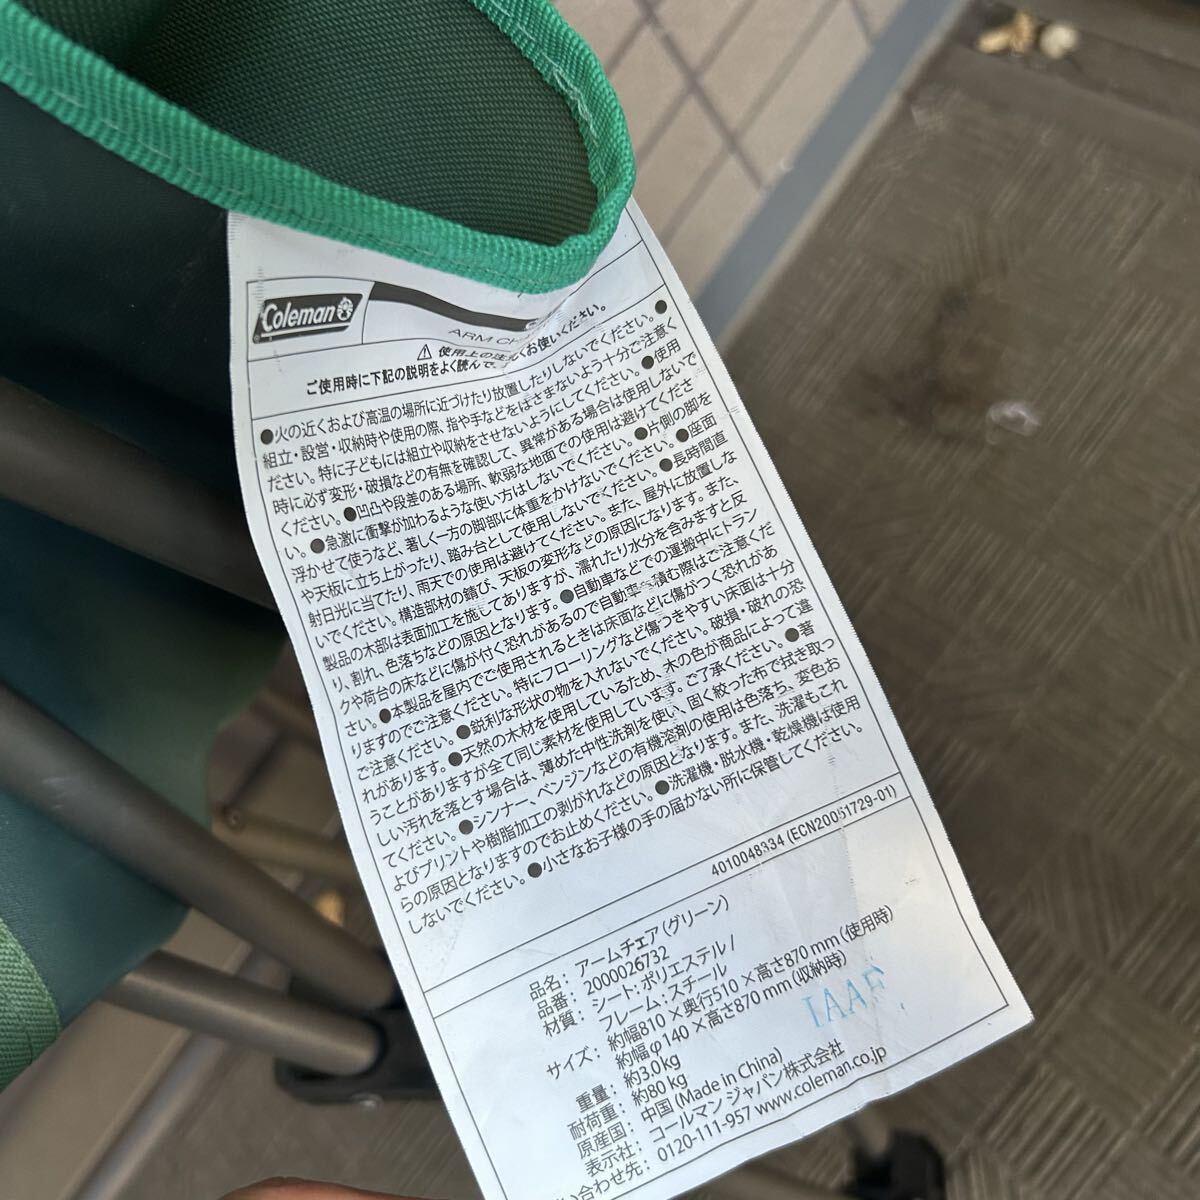 Coleman
ARM CH
⚠ 使用上の注
くお使いください。
ご使用時に下記の説明をよく読んで、
●火の近くおよび高温の場所に近づけたり放置したりしないでください。●
組立・設営・収納時や使用の際、指や手などをはさまないよう十分ご注意く
ださい。特に子どもには組立や収納をさせないようにしてください。●使用
時に必ず変形・破損などの有無を確認して、異常がある場合は使用しないで
ください。●凹凸や段差のある場所、軟弱な地面での使用は避けてくださ
い。●急激に衝撃が加わるような使い方はしないでください。●片側の脚を
浮かせて使うなど、著しく一方の脚部に体重をかけないでください。●座面
や天板に立ち上がったり、踏み台として使用しないでください。●長時間直
射日光に当てたり、雨天での使用は避けてください。また、屋外に放置しな
いでください。構造部材の錆び、天板の変形などの原因になります。また、
製品の木部は表面加工を施してありますが、濡れたり水分を含みますと反
り、割れ、色落ちなどの原因となります。●自動車などでの運搬中にトラン
クや荷台の床などに傷が付く恐れがあるので自動車へ積む際はご注意くだ
さい。●本製品を屋内でご使用されるときは床面などに傷がつく恐れがあ
りますのでご注意ください。特にフローリングなど傷つきやすい床面は十分
ご注意ください。●鋭利な形状の物を入れないでください。破損・破れの恐
れがあります。●天然の木材を使用しているため、木の色が商品によって違
うことがありますが全て同じ素材を使用しています。ご了承ください。●著
しい汚れを落とす場合は、薄めた中性洗剤を使い、固く絞った布で拭き取っ
てください。●シンナー、ベンジンなどの有機溶剤の使用は色落ち、変色お
よびプリントや樹脂加工の剥がれなどの原因となります。また、洗濯もこれ
らの原因となりますのでお止めください。●洗濯機・脱水機・乾燥機は使用
しないでください。●小さなお子様の手の届かない所に保管してください。
4010048334 (ECN20051729-01)
品名： アームチェア（グリーン）
品番： 2000026732
材質： シート：ポリエステル /
フレーム：スチール
サイズ： 約幅810 × 奥行510 × 高さ870 mm（使用時）
約幅φ140 × 高さ870 mm（収納時）
重量： 約3.0kg
耐荷重： 約80 kg
原産国： 中国 (Made in China)
表示社： コールマン ジャパン株式会社
い合わせ先： 0120-111-957 www.coleman.co.jp